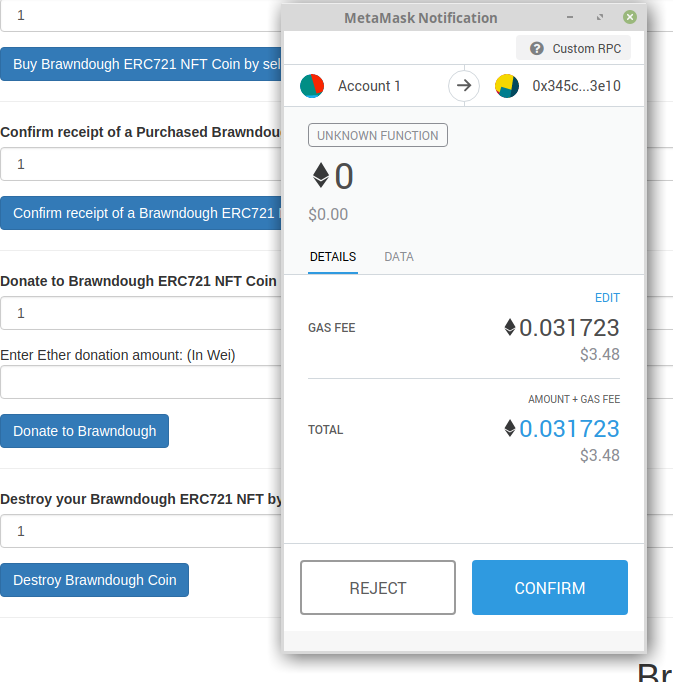 1
Buy Brawndough ERC721 NFT Coin by sel
Confirm receipt of a Purchased Brawndou
1
Confirm receipt of a Brawndough ERC721
Donate to Brawndough ERC721 NFT Coin
1
Enter Ether donation amount: (In Wei)
Donate to Brawndough
Destroy your Brawndough ERC721 NFT by
1
Destroy Brawndough Coin
MetaMask Notification
? Custom RPC
Account 1
0x345c...3e10
UNKNOWN FUNCTION
0
$0.00
DETAILS DATA
EDIT
GAS FEE 0.031723
$3.48
AMOUNT + GAS FEE
TOTAL 0.031723
$3.48
REJECT CONFIRM
Br